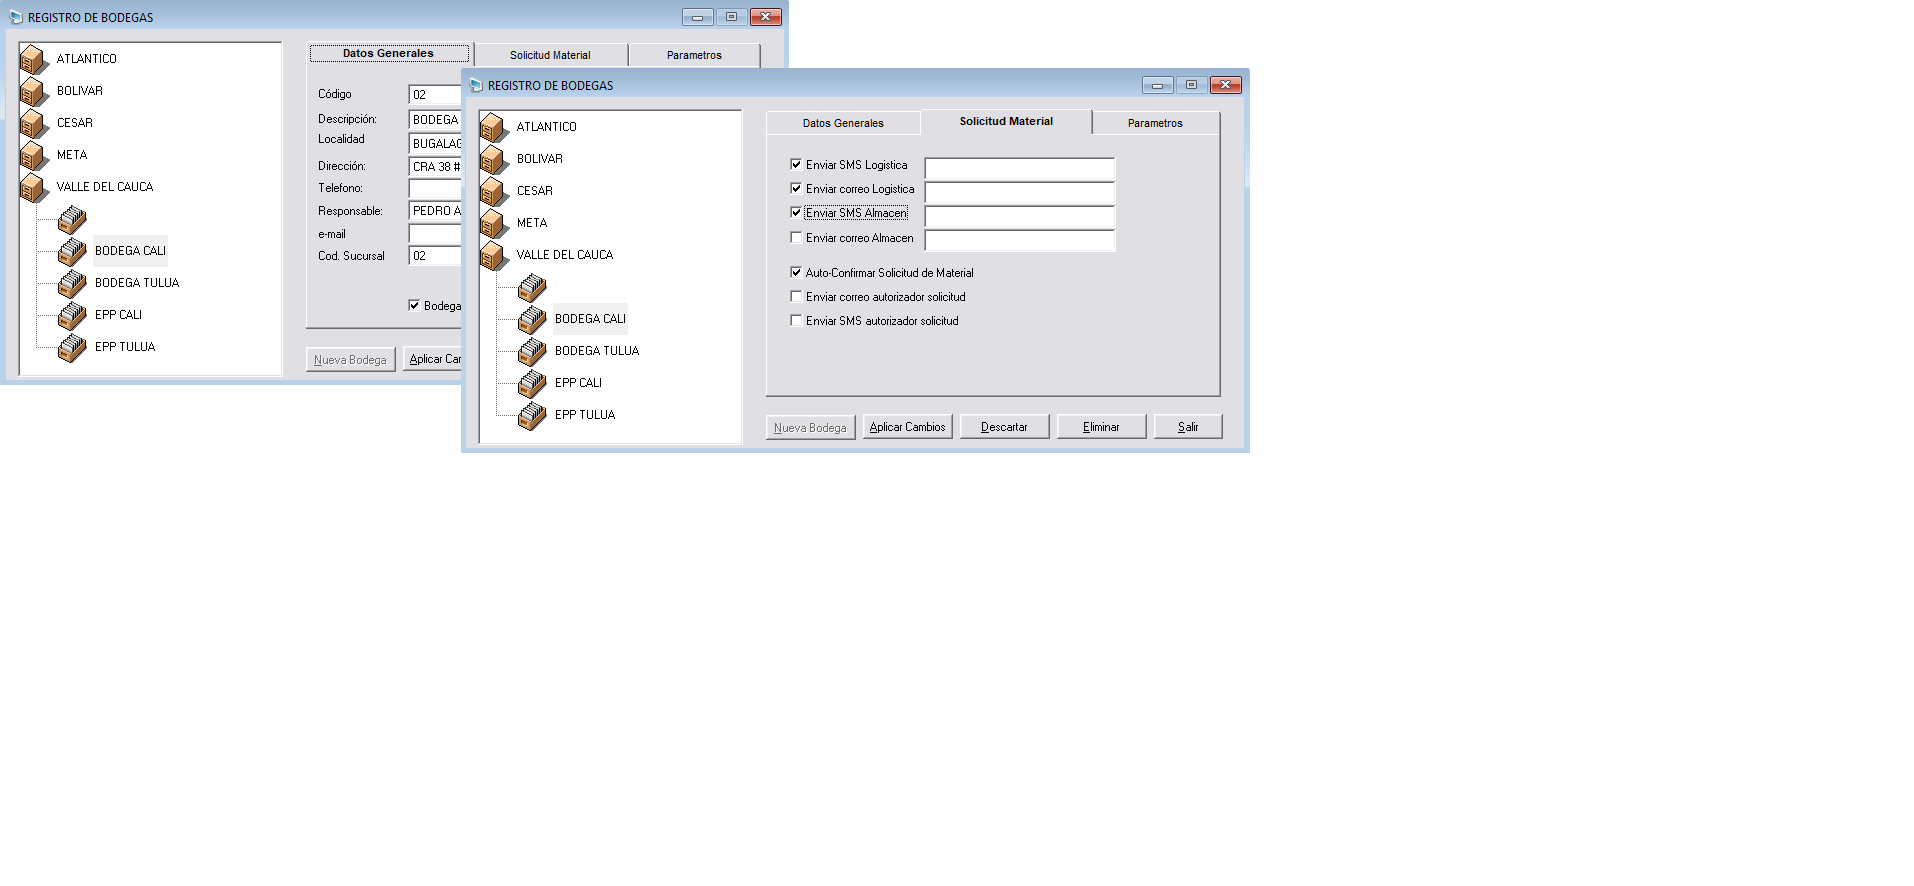 REGISTRO DE BODEGAS
ATLANTICO
BOLIVAR
CESAR
META
VALLE DEL CAUCA
BODEGA CALI
BODEGA TULUA
EPP CALI
EPP TULUA
Datos Generales
Solicitud Material
Parametros
Código
02
Descripción:
BODEGA
Localidad
BUGALAG
Dirección:
CRA 38 #
Telefono:
Responsable:
PEDRO A
e-mail
Cod. Sucursal
02
Bodega
Nueva Bodega
Aplicar Car
REGISTRO DE BODEGAS
ATLANTICO
BOLIVAR
CESAR
META
VALLE DEL CAUCA
BODEGA CALI
BODEGA TULUA
EPP CALI
EPP TULUA
Datos Generales
Solicitud Material
Parametros
Enviar SMS Logistica
Enviar correo Logistica
Enviar SMS Almacen
Enviar correo Almacen
Auto-Confirmar Solicitud de Material
Enviar correo autorizador solicitud
Enviar SMS autorizador solicitud
Nueva Bodega
Aplicar Cambios
Descartar
Eliminar
Salir